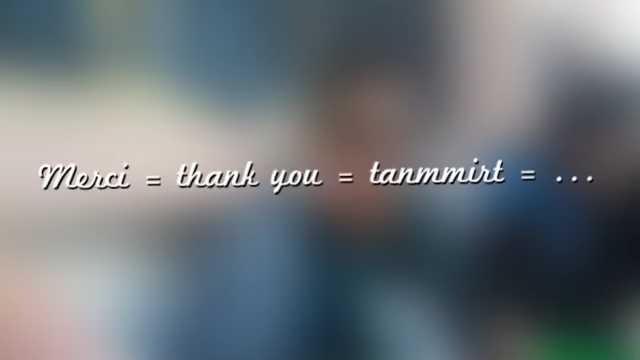 Merci = thank you = tanmmirt = ...